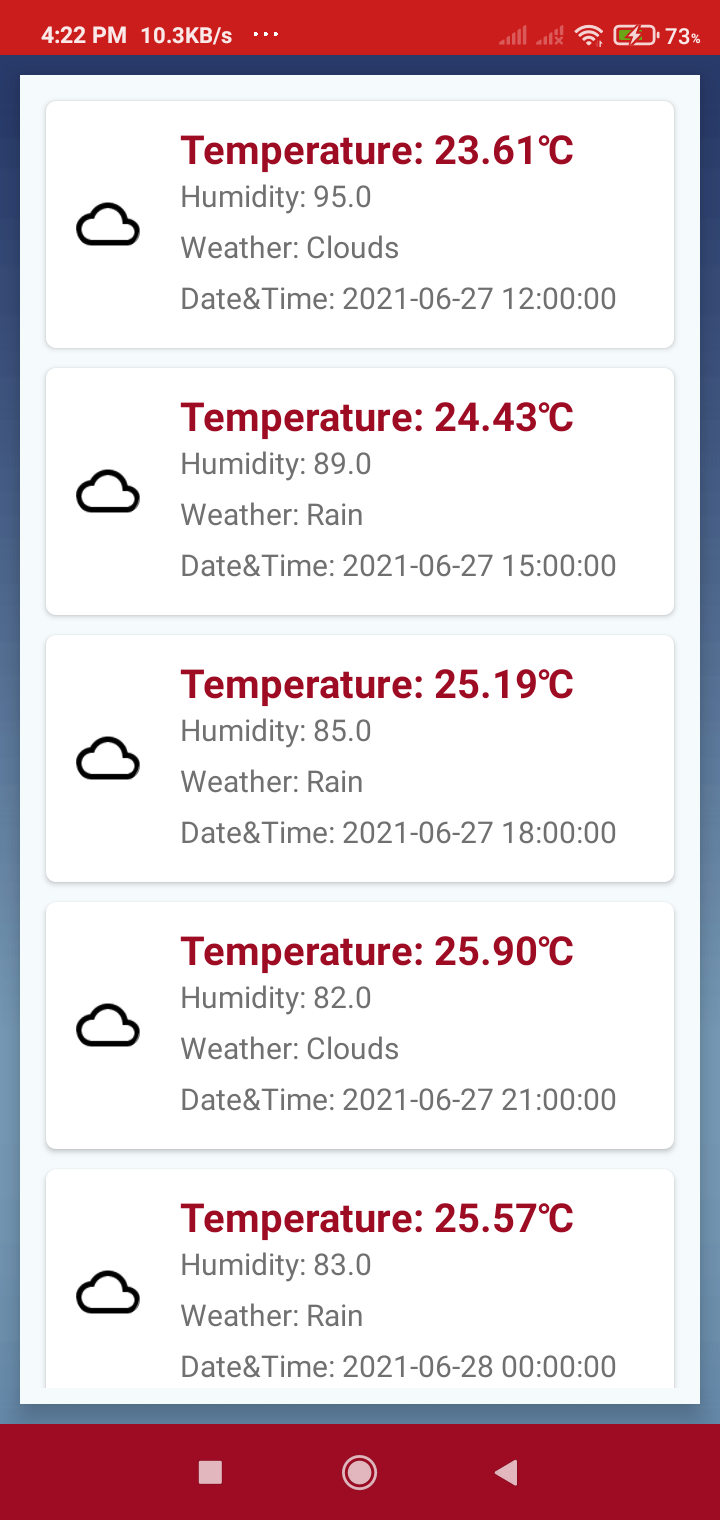 4:22 PM 10.3KB/s ... 73%
Temperature: 23.61℃
Humidity: 95.0
Weather: Clouds
Date&Time: 2021-06-27 12:00:00
Temperature: 24.43℃
Humidity: 89.0
Weather: Rain
Date&Time: 2021-06-27 15:00:00
Temperature: 25.19℃
Humidity: 85.0
Weather: Rain
Date&Time: 2021-06-27 18:00:00
Temperature: 25.90℃
Humidity: 82.0
Weather: Clouds
Date&Time: 2021-06-27 21:00:00
Temperature: 25.57℃
Humidity: 83.0
Weather: Rain
Date&Time: 2021-06-28 00:00:00